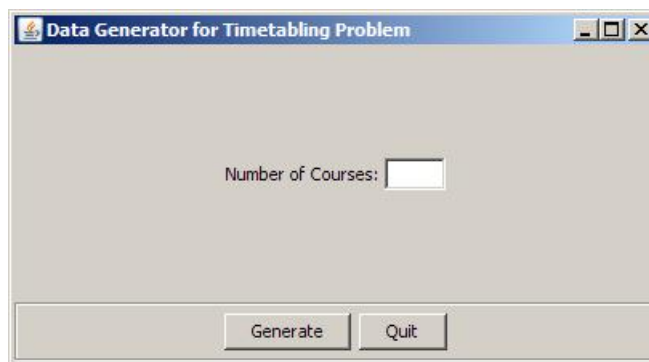 Data Generator for Timetabling Problem
Number of Courses:
Generate Quit